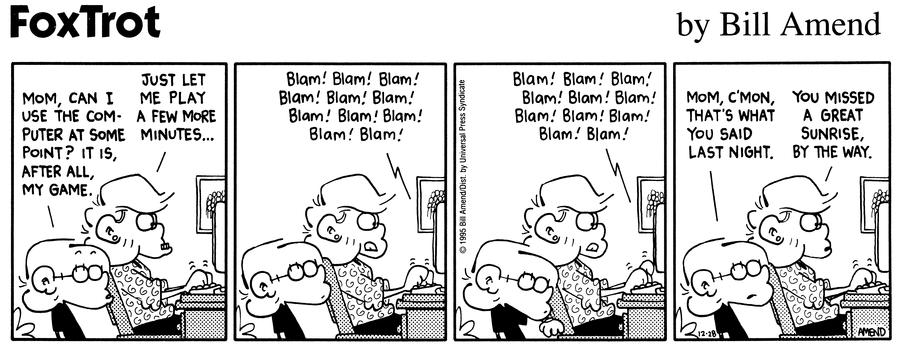 FoxTrot
by Bill Amend
MOM, CAN I
USE THE COM-
PUTER AT SOME
POINT? IT IS,
AFTER ALL,
MY GAME.
JUST LET
ME PLAY
A FEW MORE
MINUTES...
Blam! Blam! Blam!
Blam! Blam! Blam!
Blam! Blam! Blam!
Blam! Blam!
© 1995 Bill Amend/Dist. by Universal Press Syndicate
Blam! Blam! Blam!
Blam! Blam! Blam!
Blam! Blam! Blam!
Blam! Blam!
MOM, C'MON,
THAT'S WHAT
YOU SAID
LAST NIGHT.
YOU MISSED
A GREAT
SUNRISE,
BY THE WAY.
12-28
AMEND